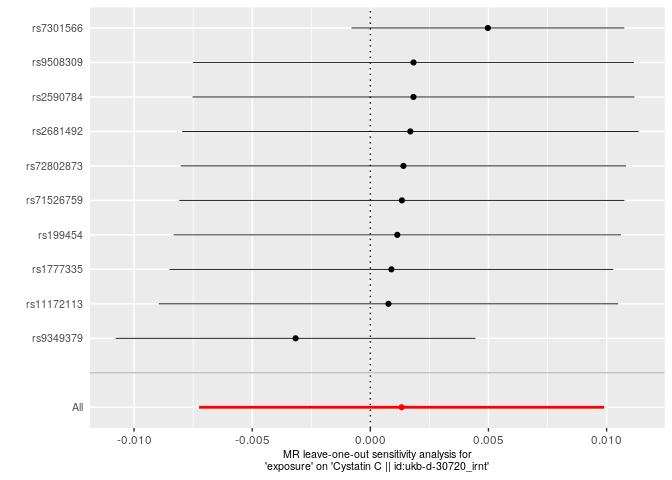 rs7301566
rs9508309
rs2590784
rs2681492
rs72802873
rs71526759
rs199454
rs1777335
rs11172113
rs9349379
All
-0.010 -0.005 0.000 0.005 0.010
MR leave-one-out sensitivity analysis for
'exposure' on 'Cystatin C || id:ukb-d-30720_irnt'